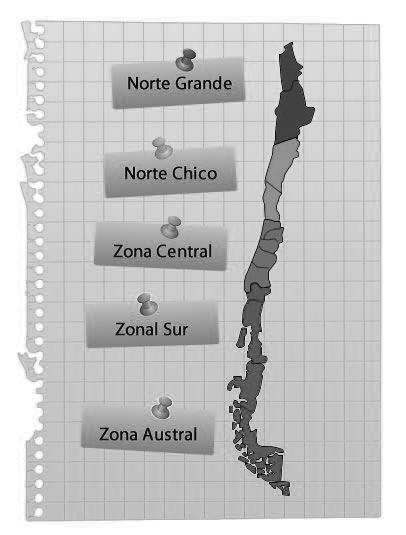 Norte Grande
Norte Chico
Zona Central
Zonal Sur
Zona Austral